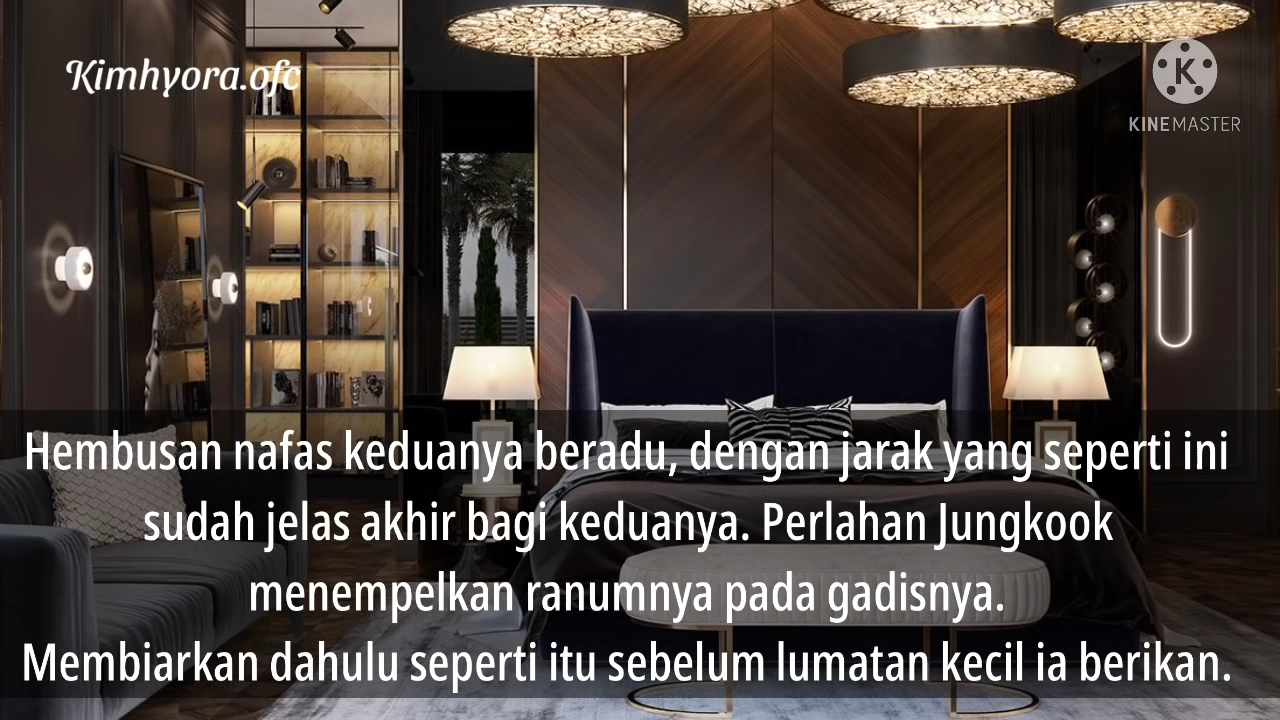 Kimhyora.ofc
KINEMASTER
Hembusan nafas keduanya beradu, dengan jarak yang seperti ini
sudah jelas akhir bagi keduanya. Perlahan Jungkook
menempelkan ranumnya pada gadisnya.
Membiarkan dahulu seperti itu sebelum lumatan kecil ia berikan.